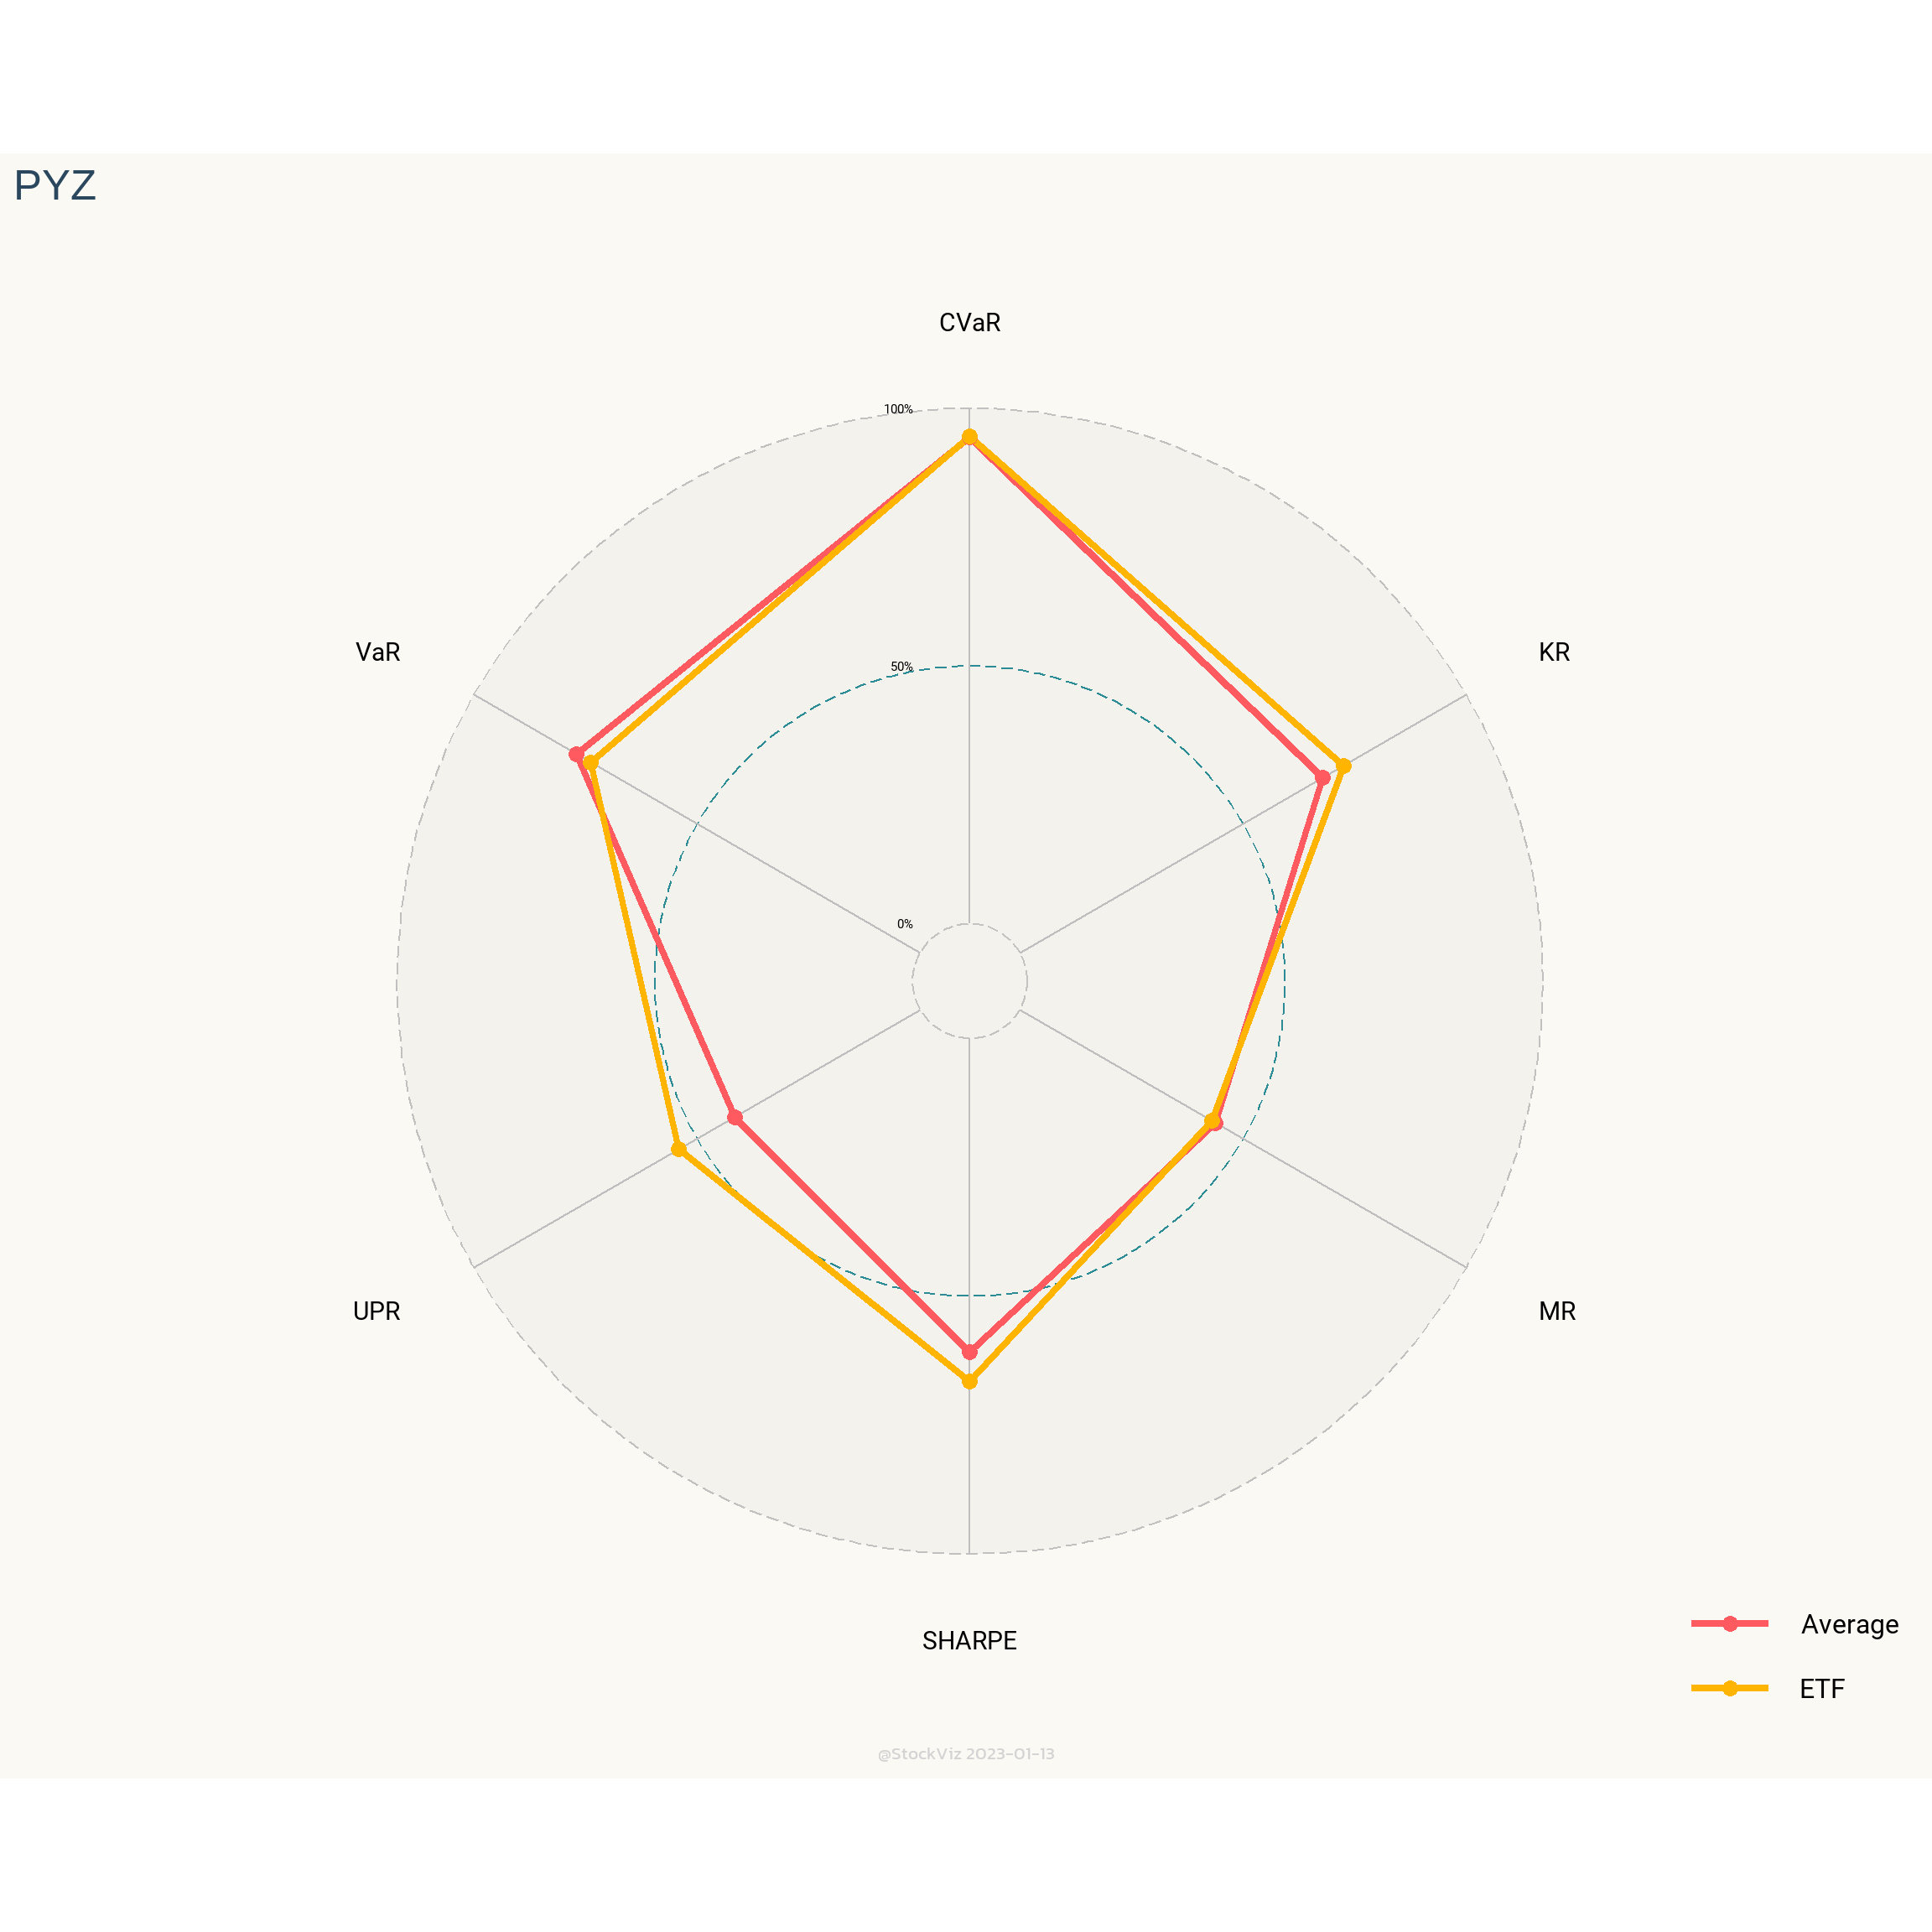 PYZ
CVaR
100%
VaR
KR
50%
0%
UPR
MR
SHARPE
Average
ETF
@StockViz 2023-01-13